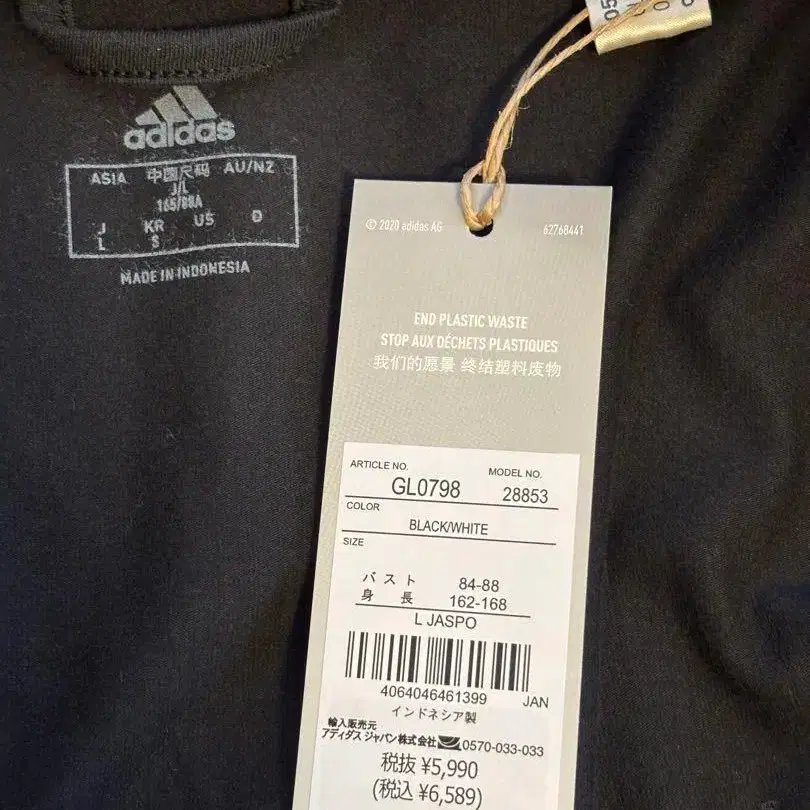 adidas
ASIA 中国尺码 AU/NZ
J/L
165/88A
J KR US D
L S
MADE IN INDONESIA
© 2020 adidas AG 62768441
END PLASTIC WASTE
STOP AUX DÉCHETS PLASTIQUES
我们的愿景 终结塑料废物
ARTICLE NO. MODEL NO.
GL0798 28853
COLOR
BLACK/WHITE
SIZE
バスト 84-88
身長 162-168
L JASPO
4064046461399 JAN
インドネシア製
輸入販売元
アディダス ジャパン株式会社 0570-033-033
税抜 ¥5,990
(税込 ¥6,589)